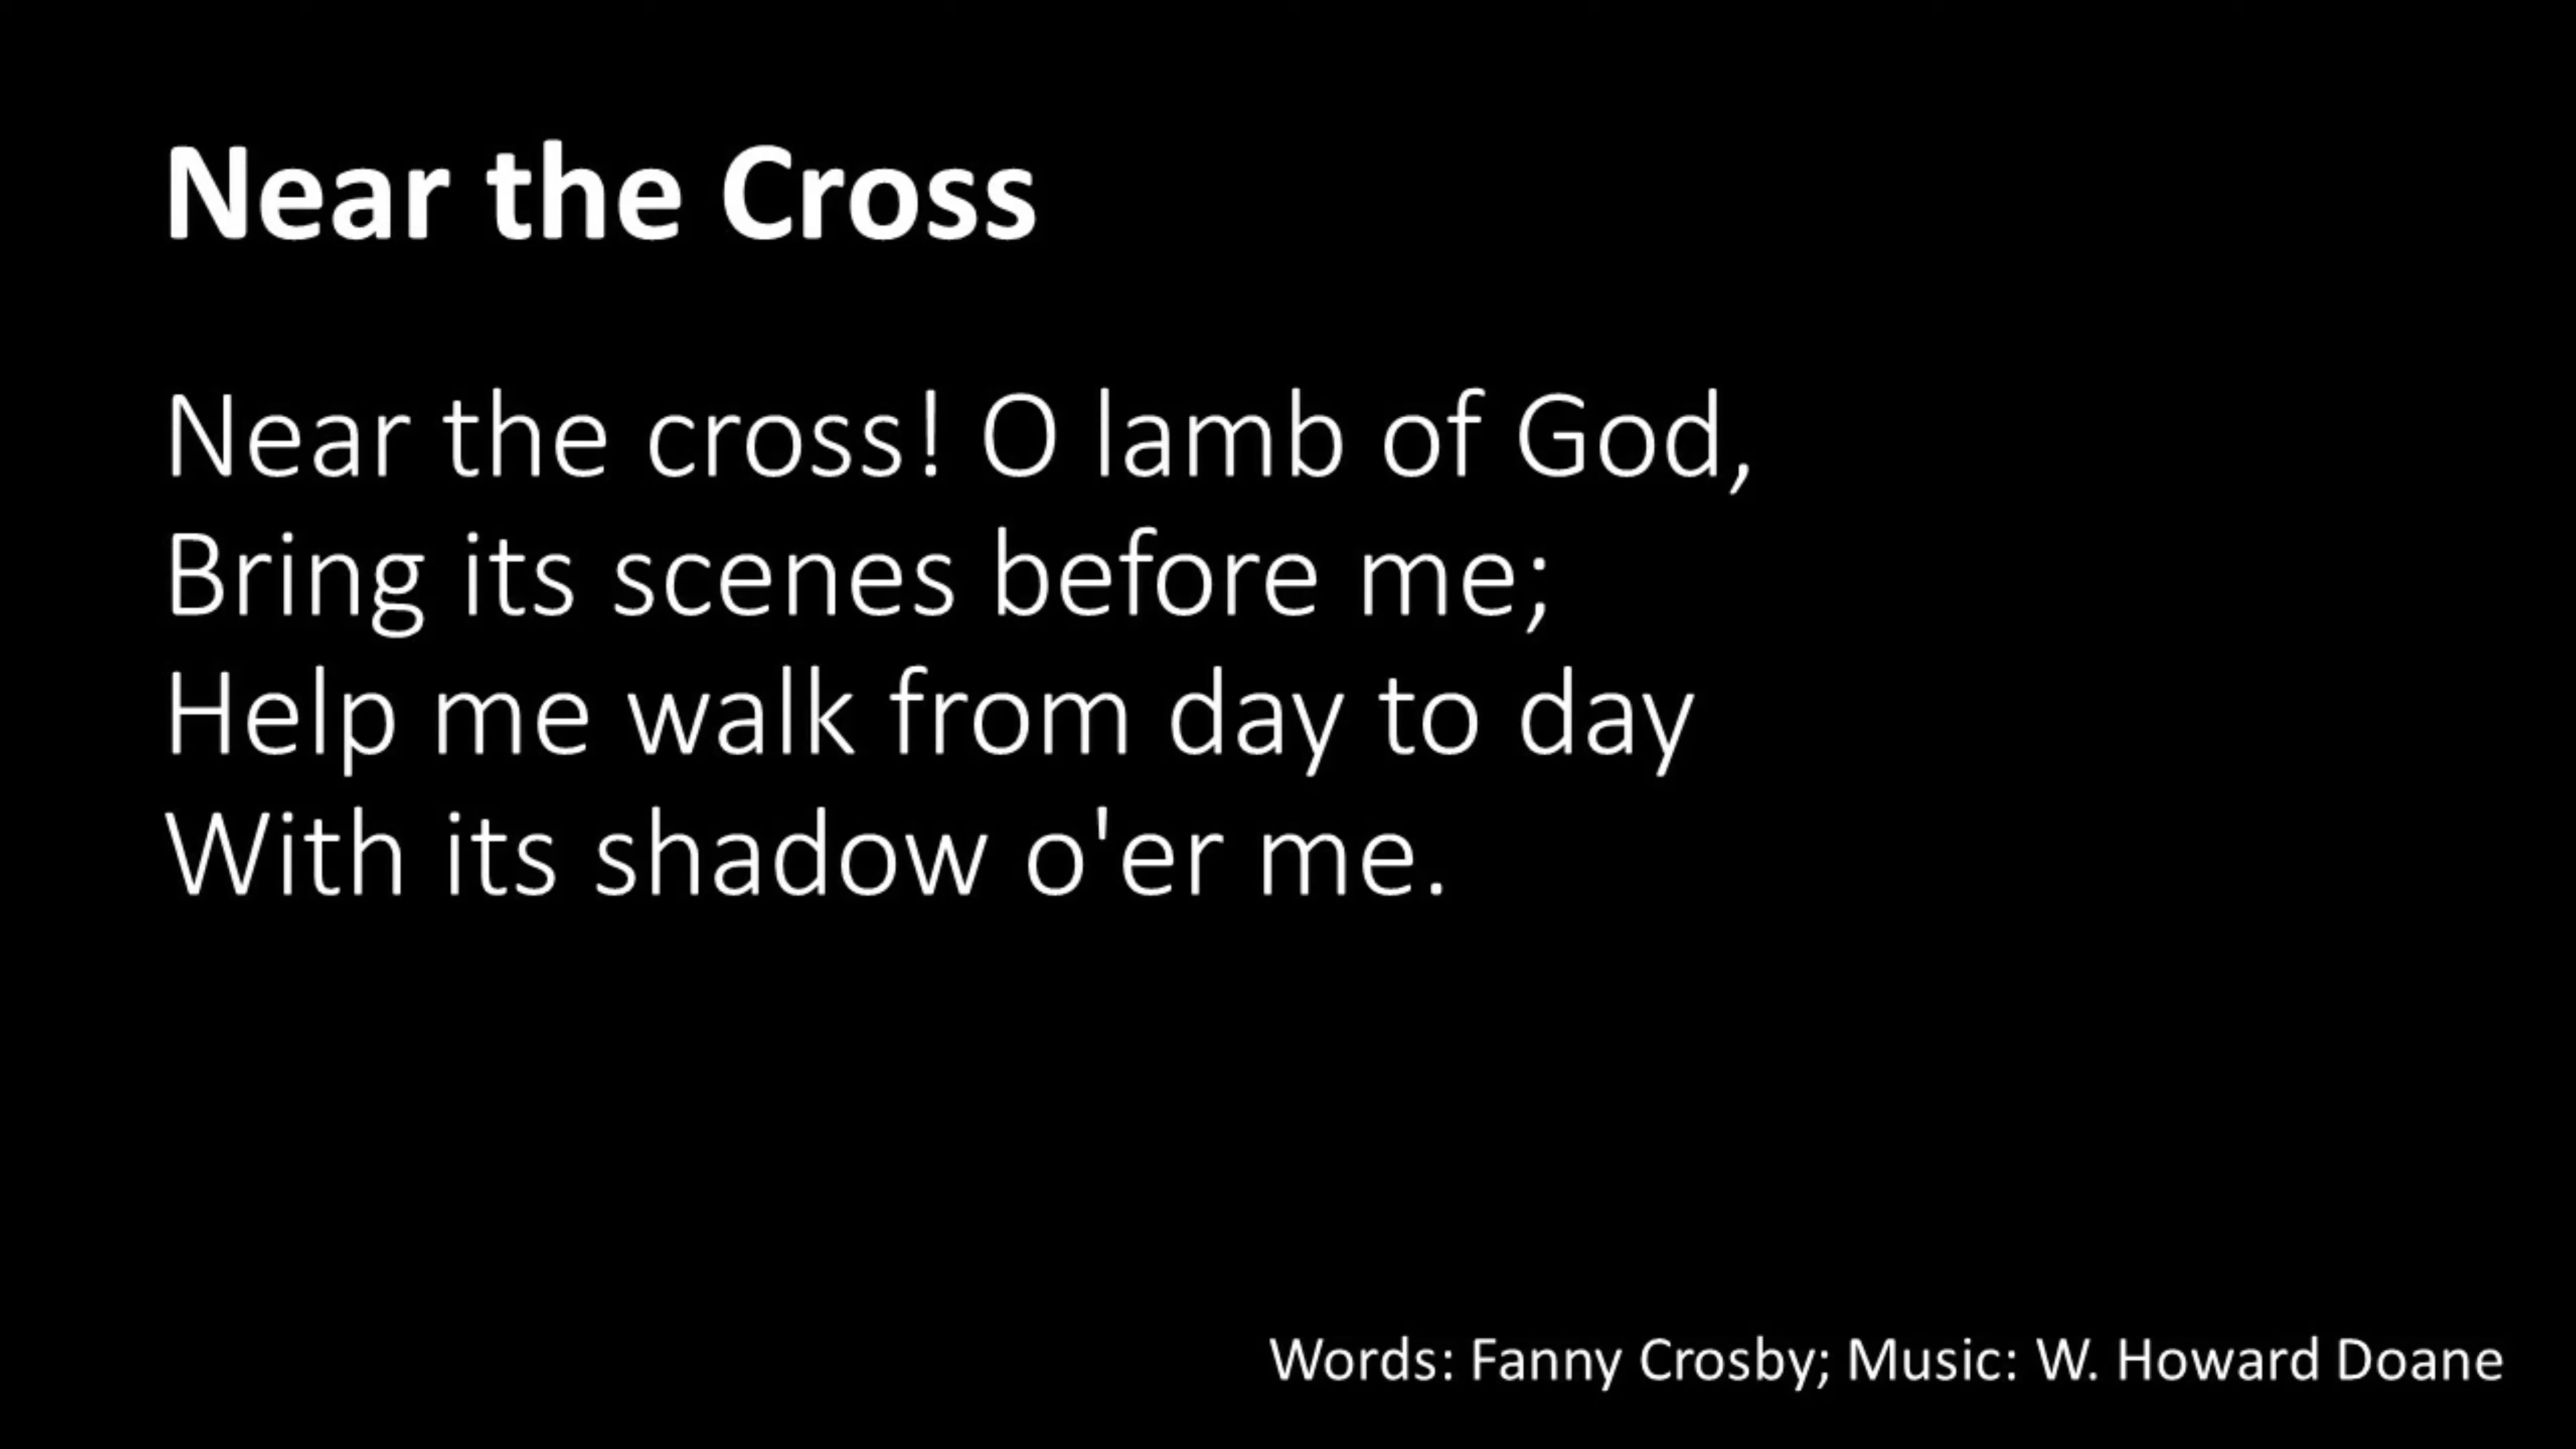 Near the Cross
Near the cross! O lamb of God,
Bring its scenes before me;
Help me walk from day to day
With its shadow o'er me.
Words: Fanny Crosby; Music: W. Howard Doane